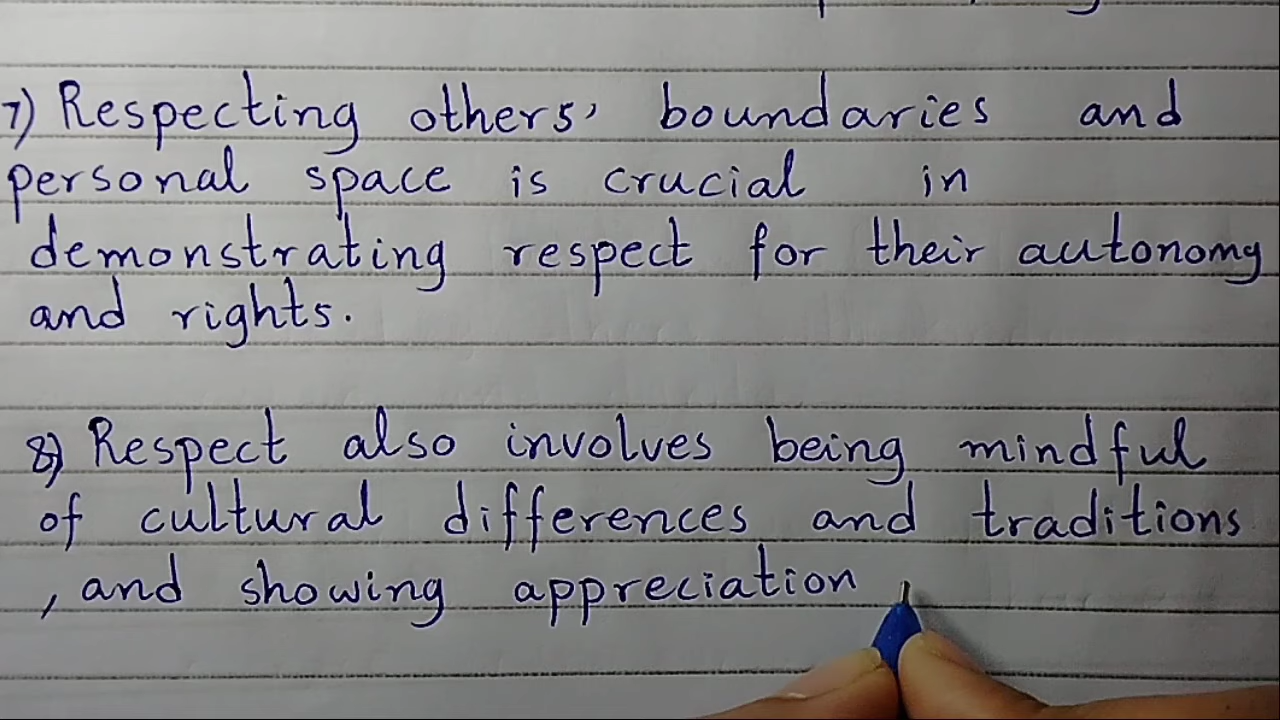 7) Respecting others' boundaries and
personal space is crucial in
demonstrating respect for their autonomy
and rights.
8) Respect also involves being mindful
of cultural differences and traditions
, and showing appreciation